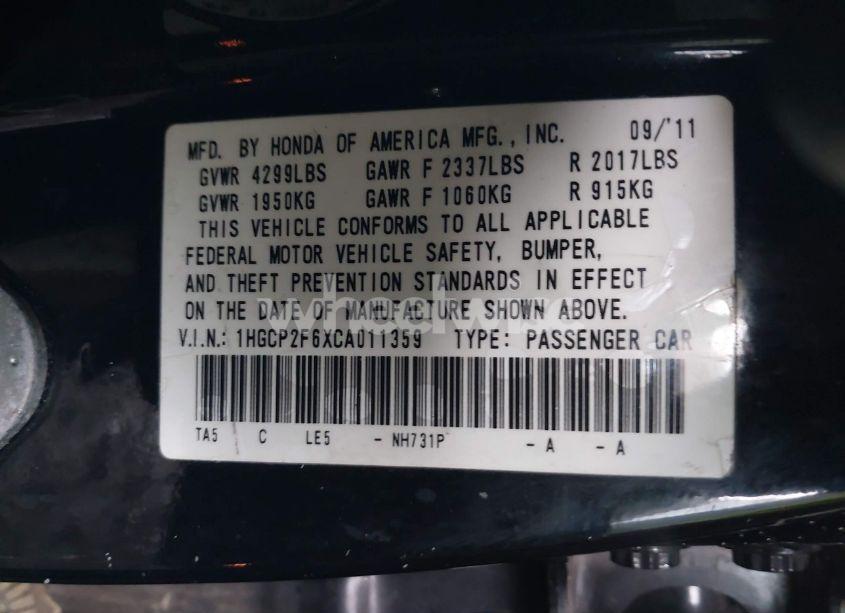 MFD. BY HONDA OF AMERICA MFG., INC. 09/'11
GVWR 4299LBS GAWR F 2337LBS R 2017LBS
GVWR 1950KG GAWR F 1060KG R 915KG
THIS VEHICLE CONFORMS TO ALL APPLICABLE
FEDERAL MOTOR VEHICLE SAFETY, BUMPER,
AND THEFT PREVENTION STANDARDS IN EFFECT
ON THE DATE OF MANUFACTURE SHOWN ABOVE.
wheelwise
V.I.N.: 1HGCP2F6XCA011359 TYPE: PASSENGER CAR
TA5 C LE5 - NH731P - A - A